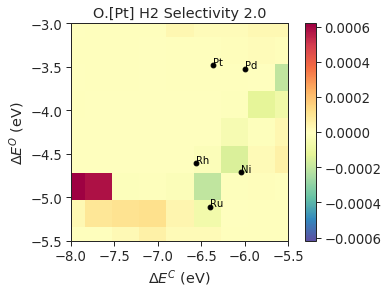 O.[Pt] H2 Selectivity 2.0
−3.0
−3.5
−4.0
−4.5
−5.0
−5.5
ΔE^O (eV)
Pt
Pd
Rh
Ni
Ru
−8.0 −7.5 −7.0 −6.5 −6.0 −5.5
ΔE^C (eV)
0.0006
0.0004
0.0002
0.0000
−0.0002
−0.0004
−0.0006